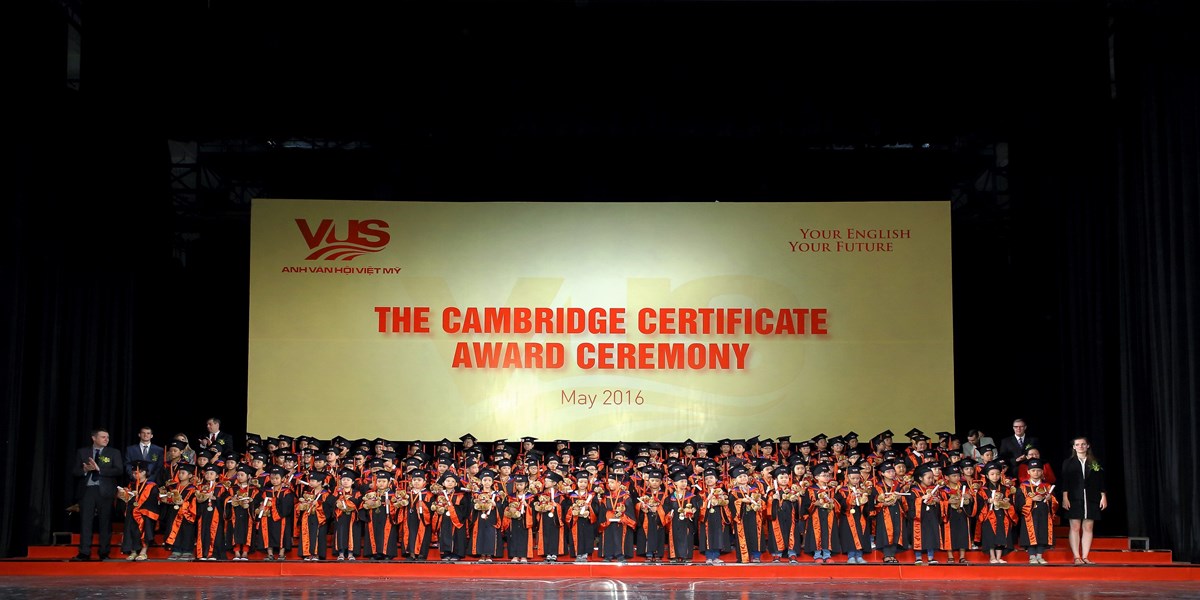 VUS
ANH VĂN HỘI VIỆT MỸ
YOUR ENGLISH
YOUR FUTURE
THE CAMBRIDGE CERTIFICATE
AWARD CEREMONY
May 2016